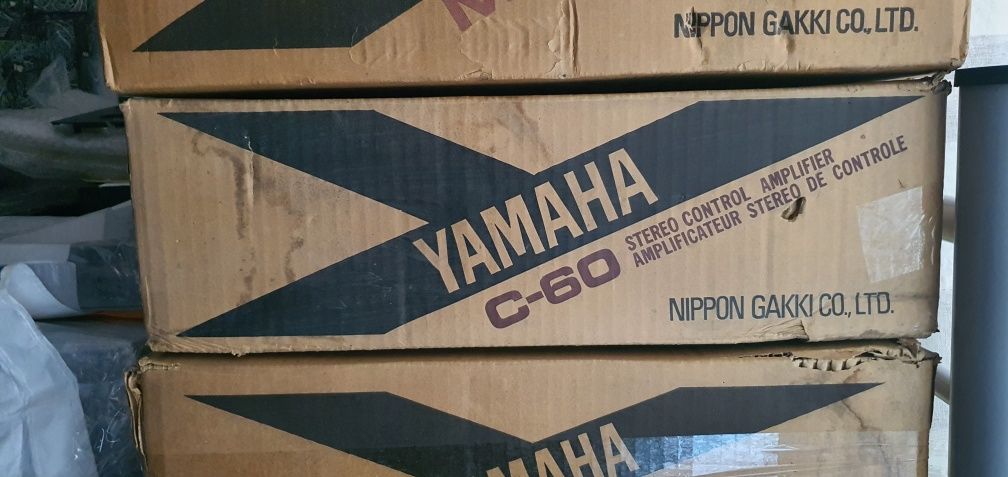 NIPPON GAKKI CO., LTD.
YAMAHA
C-60
STEREO CONTROL AMPLIFIER
AMPLIFICATEUR STEREO DE CONTROLE
NIPPON GAKKI CO., LTD.